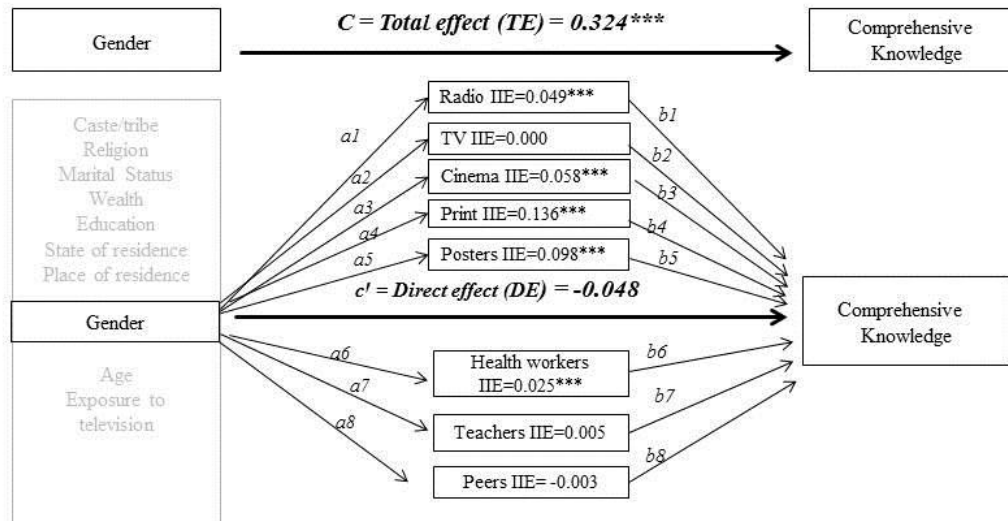 Gender
C = Total effect (TE) = 0.324***
Comprehensive
Knowledge
Caste/tribe
Religion
Marital Status
Wealth
Education
State of residence
Place of residence
Gender
Age
Exposure to
television
a1
a2
a3
a4
a5
Radio IIE=0.049***
TV IIE=0.000
Cinema IIE=0.058***
Print IIE=0.136***
Posters IIE=0.098***
b1
b2
b3
b4
b5
c' = Direct effect (DE) = -0.048
Comprehensive
Knowledge
a6
a7
a8
Health workers
IIE=0.025***
Teachers IIE=0.005
Peers IIE= -0.003
b6
b7
b8